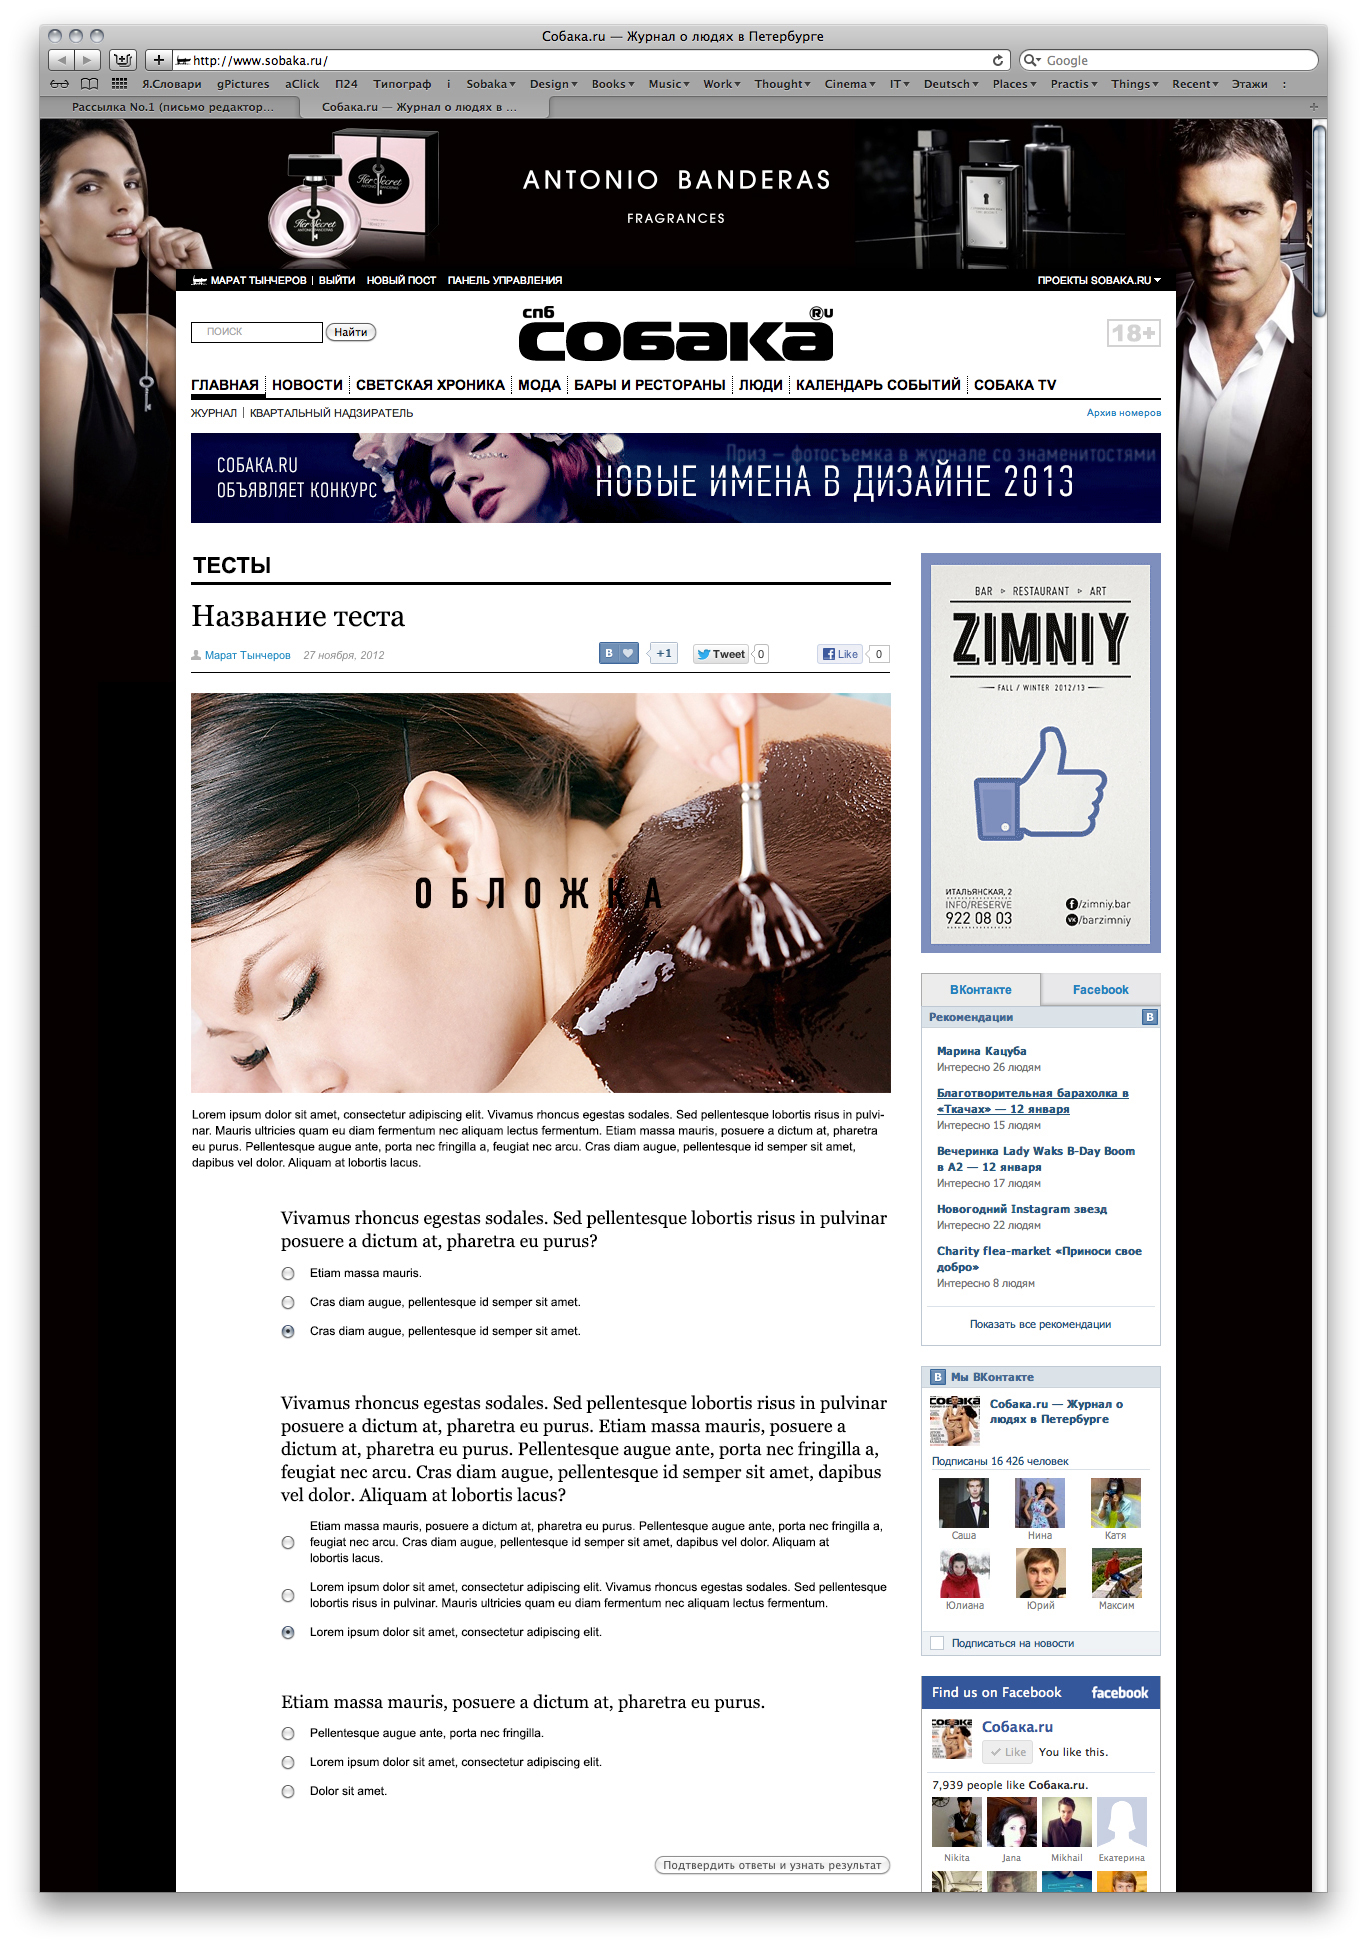 Собака.ru — Журнал о людях в Петербурге
http://www.sobaka.ru/
Google
Я.Словари gPictures aClick П24 Типограф i Sobaka Design Books Music Work Thought Cinema IT Deutsch Places Practis Things Recent Этажи :
Рассылка No.1 (письмо редактор...
Собака.ru — Журнал о людях в ...
Her Secret
ANTONIO BANDERAS
Her Secret
ANTONIO BANDERAS
ANTONIO BANDERAS
FRAGRANCES
МАРАТ ТЫНЧЕРОВ | ВЫЙТИ НОВЫЙ ПОСТ ПАНЕЛЬ УПРАВЛЕНИЯ
ПРОЕКТЫ SOBAKA.RU
ПОИСК
Найти
спб
собака
®u
18+
ГЛАВНАЯ НОВОСТИ СВЕТСКАЯ ХРОНИКА МОДА БАРЫ И РЕСТОРАНЫ ЛЮДИ КАЛЕНДАРЬ СОБЫТИЙ СОБАКА TV
ЖУРНАЛ | КВАРТАЛЬНЫЙ НАДЗИРАТЕЛЬ
Архив номеров
СОБАКА.RU
ОБЪЯВЛЯЕТ КОНКУРС
Приз – фотосъемка в журнале со знаменитостями
НОВЫЕ ИМЕНА В ДИЗАЙНЕ 2013
ТЕСТЫ
Название теста
Марат Тынчеров 27 ноября, 2012
В
+1
Tweet
0
Like
0
ОБЛОЖКА
Lorem ipsum dolor sit amet, consectetur adipiscing elit. Vivamus rhoncus egestas sodales. Sed pellentesque lobortis risus in pulvi-
nar. Mauris ultricies quam eu diam fermentum nec aliquam lectus fermentum. Etiam massa mauris, posuere a dictum at, pharetra
eu purus. Pellentesque augue ante, porta nec fringilla a, feugiat nec arcu. Cras diam augue, pellentesque id semper sit amet,
dapibus vel dolor. Aliquam at lobortis lacus.
Vivamus rhoncus egestas sodales. Sed pellentesque lobortis risus in pulvinar
posuere a dictum at, pharetra eu purus?
Etiam massa mauris.
Cras diam augue, pellentesque id semper sit amet.
Cras diam augue, pellentesque id semper sit amet.
Vivamus rhoncus egestas sodales. Sed pellentesque lobortis risus in pulvinar
posuere a dictum at, pharetra eu purus. Etiam massa mauris, posuere a
dictum at, pharetra eu purus. Pellentesque augue ante, porta nec fringilla a,
feugiat nec arcu. Cras diam augue, pellentesque id semper sit amet, dapibus
vel dolor. Aliquam at lobortis lacus?
Etiam massa mauris, posuere a dictum at, pharetra eu purus. Pellentesque augue ante, porta nec fringilla a,
feugiat nec arcu. Cras diam augue, pellentesque id semper sit amet, dapibus vel dolor. Aliquam at
lobortis lacus.
Lorem ipsum dolor sit amet, consectetur adipiscing elit. Vivamus rhoncus egestas sodales. Sed pellentesque
lobortis risus in pulvinar. Mauris ultricies quam eu diam fermentum nec aliquam lectus fermentum.
Lorem ipsum dolor sit amet, consectetur adipiscing elit.
Etiam massa mauris, posuere a dictum at, pharetra eu purus.
Pellentesque augue ante, porta nec fringilla.
Lorem ipsum dolor sit amet, consectetur adipiscing elit.
Dolor sit amet.
Подтвердить ответы и узнать результат
BAR ▹ RESTAURANT ▹ ART
ZIMNIY
FALL / WINTER 2012/13
ИТАЛЬЯНСКАЯ, 2
INFO/RESERVE
922 08 03
/zimniy.bar
/barzimniy
ВКонтакте
Facebook
Рекомендации
В
Марина Кацуба
Интересно 26 людям
Благотворительная барахолка в
«Ткачах» — 12 января
Интересно 15 людям
Вечеринка Lady Waks B-Day Boom
в А2 — 12 января
Интересно 17 людям
Новогодний Instagram звезд
Интересно 22 людям
Charity flea-market «Приноси свое
добро»
Интересно 8 людям
Показать все рекомендации
В Мы ВКонтакте
собака
Собака.ru — Журнал о
людях в Петербурге
Подписаны 16 426 человек
Саша Нина Катя
Юлиана Юрий Максим
Подписаться на новости
Find us on Facebook
facebook
собака
Собака.ru
Like
You like this.
7,939 people like Собака.ru.
Nikita Jana Mikhail Екатерина